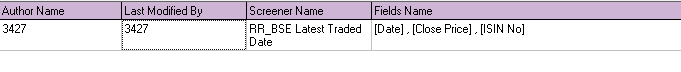 Author Name Last Modified By Screener Name Fields Name
3427 3427 RR_BSE Latest Traded [Date] , [Close Price] , [ISIN No]
Date